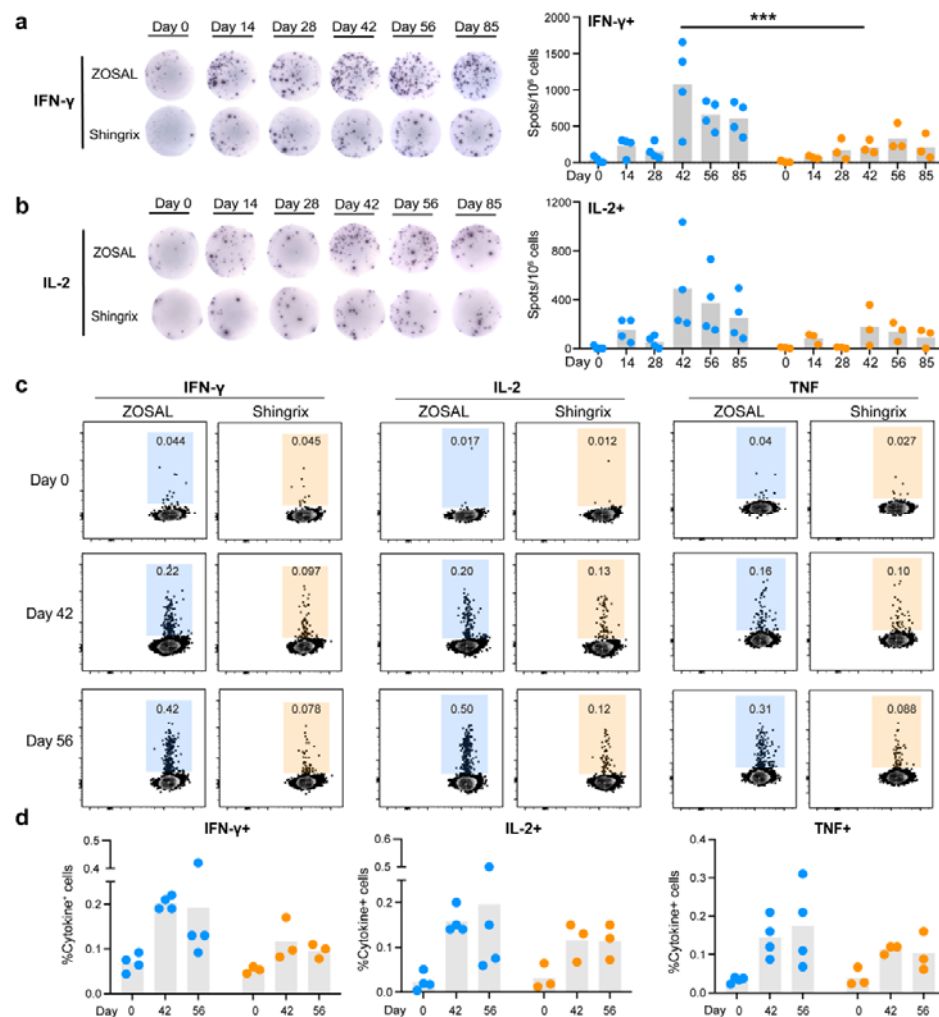 a
Day 0 Day 14 Day 28 Day 42 Day 56 Day 85
ZOSAL
IFN-γ
Shingrix
IFN-γ+
***
Spots/10⁶ cells
2000
1500
1000
500
0
Day 0 14 28 42 56 85 0 14 28 42 56 85
b
Day 0 Day 14 Day 28 Day 42 Day 56 Day 85
ZOSAL
IL-2
Shingrix
IL-2+
Spots/10⁶ cells
1200
800
400
0
Day 0 14 28 42 56 85 0 14 28 42 56 85
c
IFN-γ IL-2 TNF
ZOSAL Shingrix ZOSAL Shingrix ZOSAL Shingrix
Day 0
0.044 0.045 0.017 0.012 0.04 0.027
Day 42
0.22 0.097 0.20 0.13 0.16 0.10
Day 56
0.42 0.078 0.50 0.12 0.31 0.088
d
IFN-γ+
%Cytokine⁺ cells
0.5
0.4
0.2
0.1
0.0
Day 0 42 56 0 42 56
IL-2+
%Cytokine+ cells
0.5
0.3
0.2
0.1
0.0
Day 0 42 56 0 42 56
TNF+
%Cytokine+ cells
0.4
0.3
0.2
0.1
0.0
Day 0 42 56 0 42 56